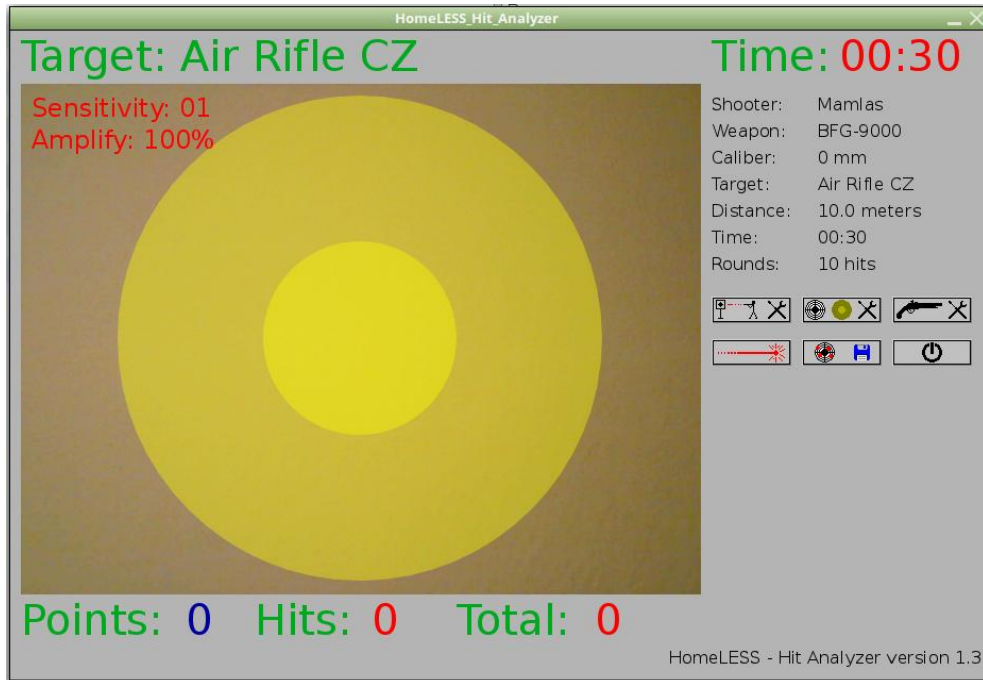 HomeLESS_Hit_Analyzer
Target: Air Rifle CZ
Time: 00:30
Sensitivity: 01
Amplify: 100%
Shooter: Mamlas
Weapon: BFG-9000
Caliber: 0 mm
Target: Air Rifle CZ
Distance: 10.0 meters
Time: 00:30
Rounds: 10 hits
Points: 0 Hits: 0 Total: 0
HomeLESS - Hit Analyzer version 1.3